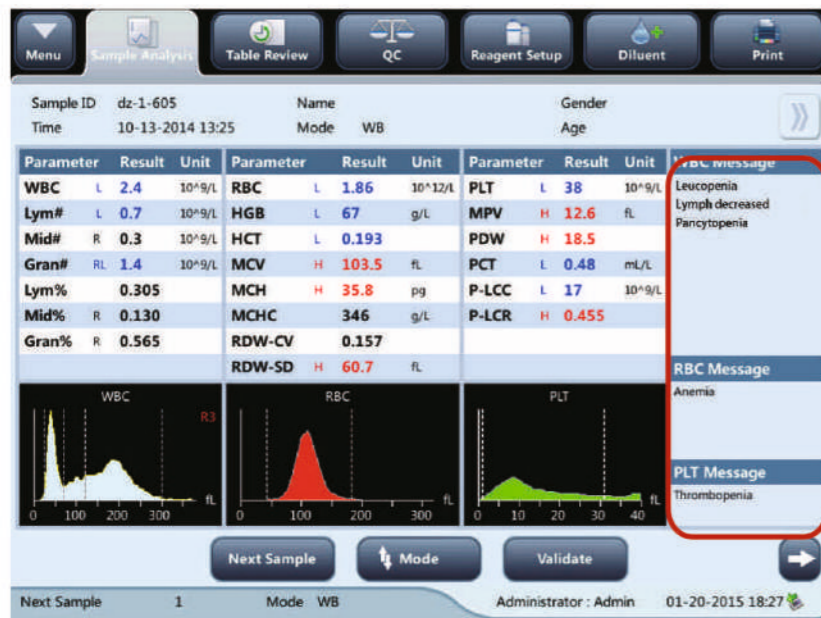 Menu Sample Analysis Table Review QC Reagent Setup Diluent Print
Sample ID dz-1-605 Name Gender
Time 10-13-2014 13:25 Mode WB Age
Parameter Result Unit Parameter Result Unit Parameter Result Unit WBC Message
WBC L 2.4 10^9/L RBC L 1.86 10^12/L PLT L 38 10^9/L Leucopenia
Lym# L 0.7 10^9/L HGB L 67 g/L MPV H 12.6 fL Lymph decreased
Mid# R 0.3 10^9/L HCT L 0.193 PDW H 18.5 Pancytopenia
Gran# RL 1.4 10^9/L MCV H 103.5 fL PCT L 0.48 mL/L
Lym% 0.305 MCH H 35.8 pg P-LCC L 17 10^9/L
Mid% R 0.130 MCHC 346 g/L P-LCR H 0.455
Gran% R 0.565 RDW-CV 0.157
RDW-SD H 60.7 fL RBC Message
WBC RBC PLT Anemia
R3
PLT Message
Thrombopenia
fL fL fL
0 100 200 300 0 100 200 300 0 10 20 30 40
Next Sample Mode Validate
Next Sample 1 Mode WB Administrator : Admin 01-20-2015 18:27